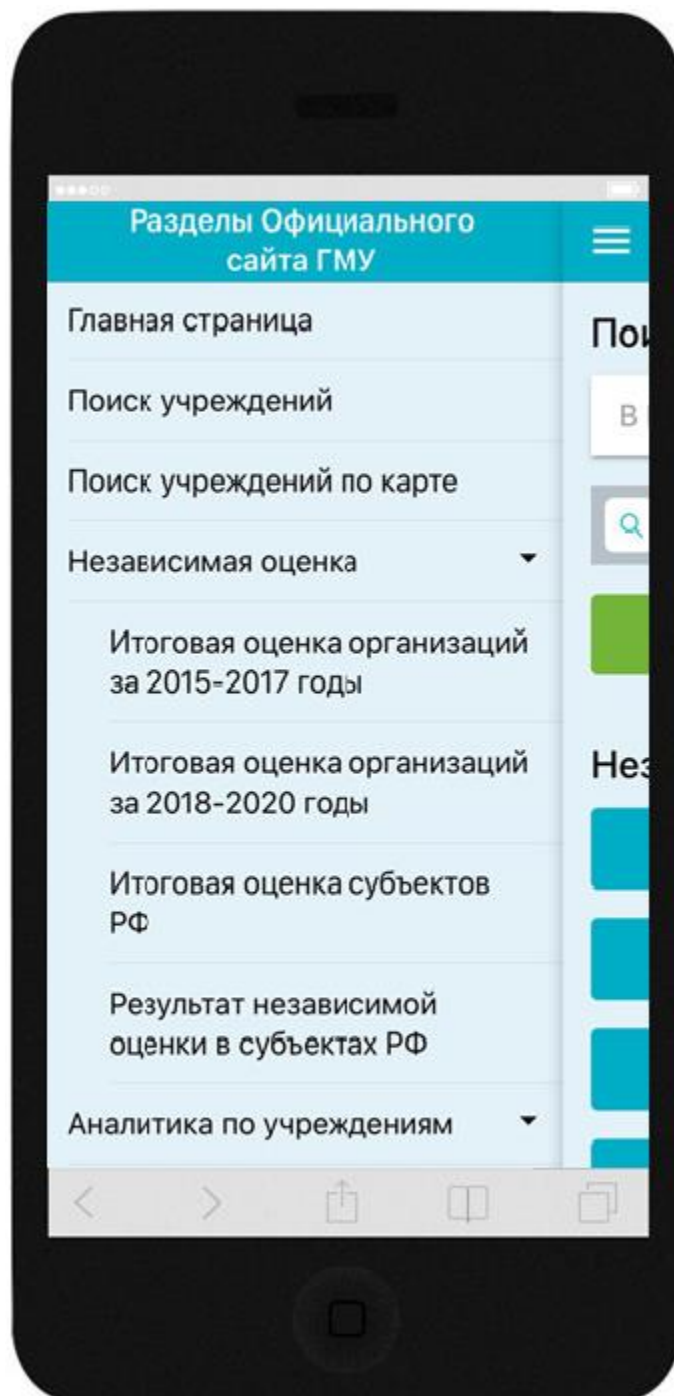 Разделы Официального
сайта ГМУ
Главная страница
Поиск учреждений
Поиск учреждений по карте
Независимая оценка
Итоговая оценка организаций
за 2015-2017 годы
Итоговая оценка организаций
за 2018-2020 годы
Итоговая оценка субъектов
РФ
Результат независимой
оценки в субъектах РФ
Аналитика по учреждениям